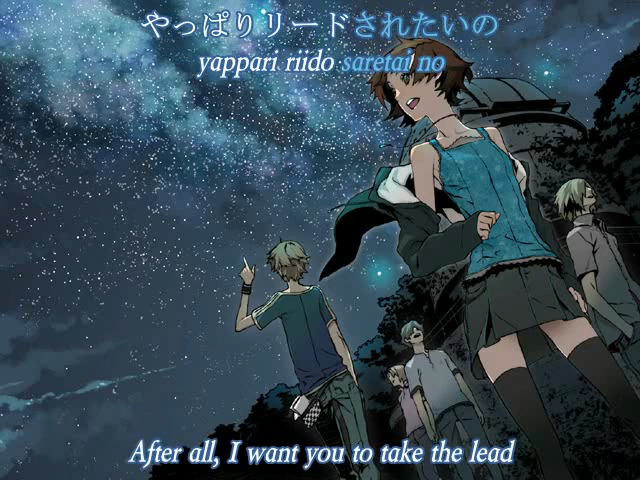 やっぱりリードされたいの
yappari riido saretai no
After all, I want you to take the lead